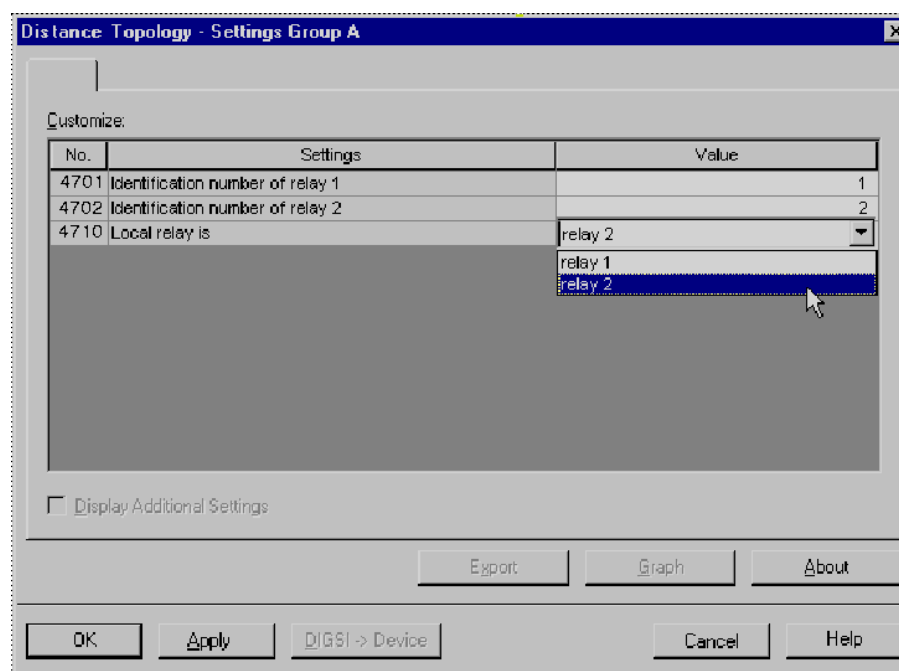 Distance Topology - Settings Group A
Customize:
No. Settings Value
4701 Identification number of relay 1 1
4702 Identification number of relay 2 2
4710 Local relay is relay 2
relay 1
relay 2
Display Additional Settings
Export Graph About
OK Apply DIGSI -> Device Cancel Help